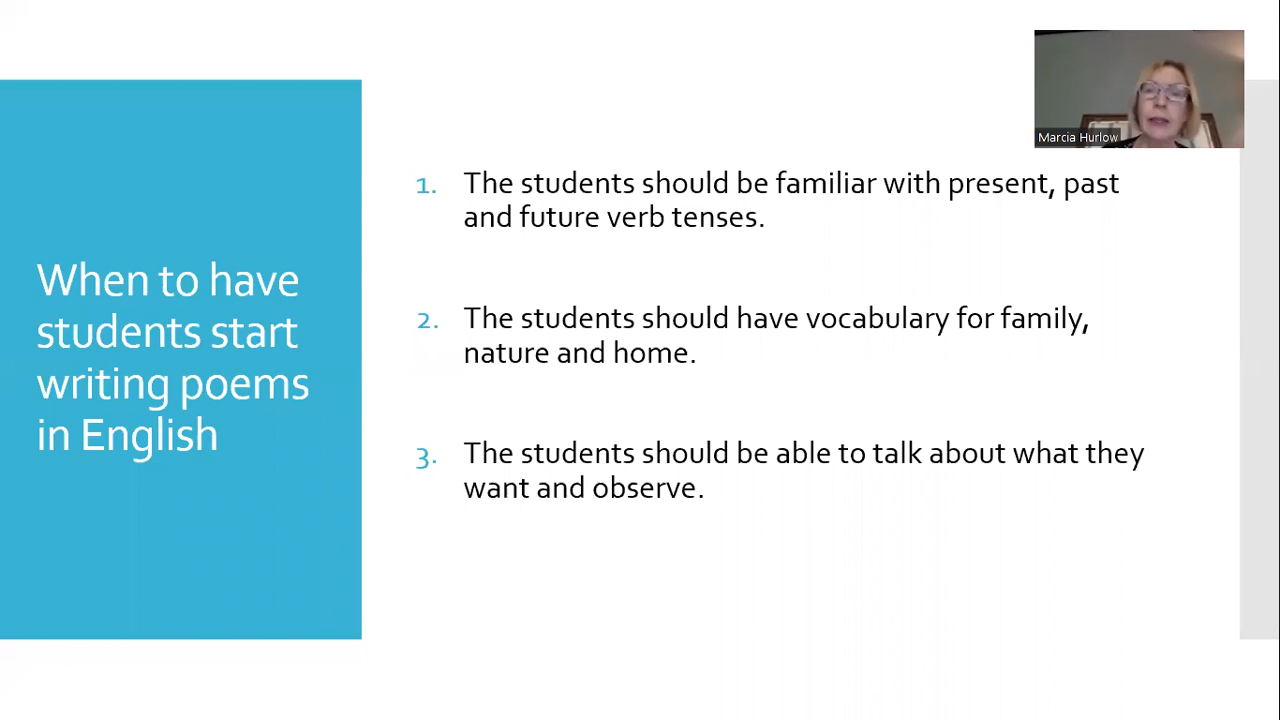 When to have
students start
writing poems
in English
1. The students should be familiar with present, past
and future verb tenses.
2. The students should have vocabulary for family,
nature and home.
3. The students should be able to talk about what they
want and observe.
Marcia Hurlow